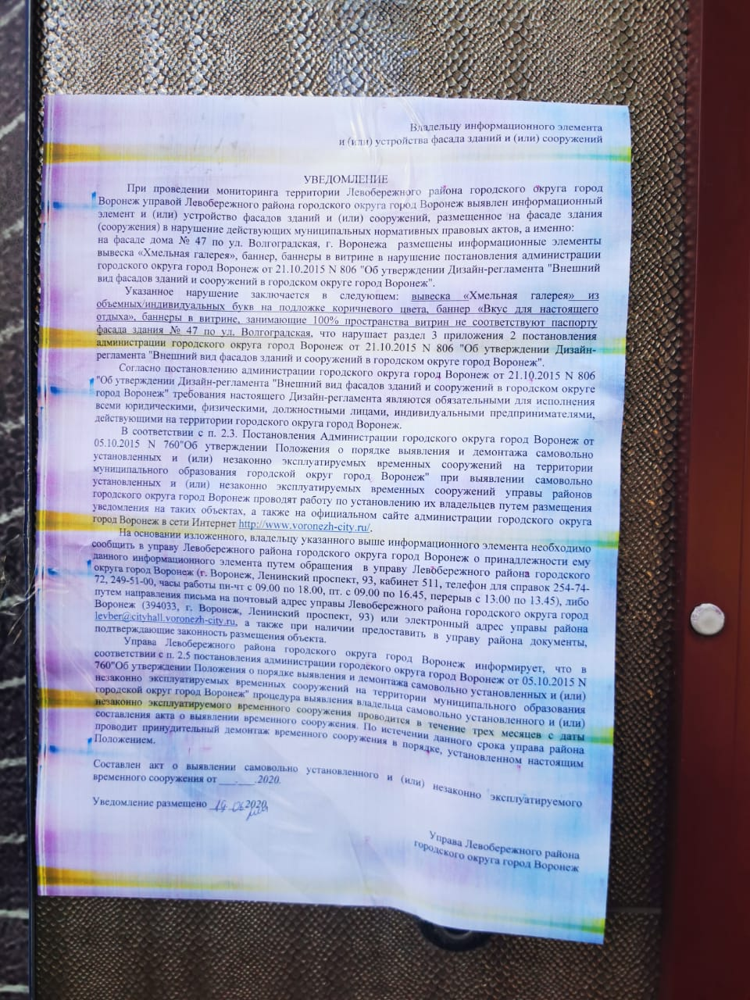 Владельцу информационного элемента
и (или) устройства фасада зданий и (или) сооружений
УВЕДОМЛЕНИЕ
При проведении мониторинга территории Левобережного района городского округа город
Воронеж управой Левобережного района городского округа город Воронеж выявлен информационный
элемент и (или) устройство фасадов зданий и (или) сооружений, размещенное на фасаде здания
(сооружения) в нарушение действующих муниципальных нормативных правовых актов, а именно:
на фасаде дома № 47 по ул. Волгоградская, г. Воронежа размещены информационные элементы
вывеска «Хмельная галерея», баннер, баннеры в витрине в нарушение постановления администрации
городского округа город Воронеж от 21.10.2015 N 806 "Об утверждении Дизайн-регламента "Внешний
вид фасадов зданий и сооружений в городском округе город Воронеж".
Указанное нарушение заключается в следующем: вывеска «Хмельная галерея» из
объемных/индивидуальных букв на подложке коричневого цвета, баннер «Вкус для настоящего
отдыха», баннеры в витрине, занимающие 100% пространства витрин не соответствуют паспорту
фасада здания № 47 по ул. Волгоградская, что нарушает раздел 3 приложения 2 постановления
администрации городского округа город Воронеж от 21.10.2015 N 806 "Об утверждении Дизайн-
регламента "Внешний вид фасадов зданий и сооружений в городском округе город Воронеж".
Согласно постановлению администрации городского округа город Воронеж от 21.10.2015 N 806
"Об утверждении Дизайн-регламента "Внешний вид фасадов зданий и сооружений в городском округе
город Воронеж" требования настоящего Дизайн-регламента являются обязательными для исполнения
всеми юридическими, физическими, должностными лицами, индивидуальными предпринимателями,
действующими на территории городского округа город Воронеж.
В соответствии с п. 2.3. Постановления Администрации городского округа город Воронеж от
05.10.2015 N 760"Об утверждении Положения о порядке выявления и демонтажа самовольно
установленных и (или) незаконно эксплуатируемых временных сооружений на территории
муниципального образования городской округ город Воронеж" при выявлении самовольно
установленных и (или) незаконно эксплуатируемых временных сооружений управы районов
городского округа город Воронеж проводят работу по установлению их владельцев путем размещения
уведомления на таких объектах, а также на официальном сайте администрации городского округа
город Воронеж в сети Интернет http://www.voronezh-city.ru/.
На основании изложенного, владельцу указанного выше информационного элемента необходимо
сообщить в управу Левобережного района городского округа город Воронеж о принадлежности ему
данного информационного элемента путем обращения в управу Левобережного района городского
округа город Воронеж (г. Воронеж, Ленинский проспект, 93, кабинет 511, телефон для справок 254-74-
72, 249-51-00, часы работы пн-чт с 09.00 по 18.00, пт. с 09.00 по 16.45, перерыв с 13.00 по 13.45), либо
путем направления письма на почтовый адрес управы Левобережного района городского округа город
Воронеж (394033, г. Воронеж, Ленинский проспект, 93) или электронный адрес управы района
levber@cityhall.voronezh-city.ru, а также при наличии предоставить в управу района документы,
подтверждающие законность размещения объекта.
Управа Левобережного района городского округа город Воронеж информирует, что в
соответствии с п. 2.5 постановления администрации городского округа город Воронеж от 05.10.2015 N
760"Об утверждении Положения о порядке выявления и демонтажа самовольно установленных и (или)
незаконно эксплуатируемых временных сооружений на территории муниципального образования
городской округ город Воронеж" процедура выявления владельца самовольно установленного и (или)
незаконно эксплуатируемого временного сооружения проводится в течение трех месяцев с даты
составления акта о выявлении временного сооружения. По истечении данного срока управа района
проводит принудительный демонтаж временного сооружения в порядке, установленном настоящим
Положением.
Составлен акт о выявлении самовольно установленного и (или) незаконно эксплуатируемого
временного сооружения от ___.___.2020.
Уведомление размещено 19 06 2020
Управа Левобережного района
городского округа город Воронеж